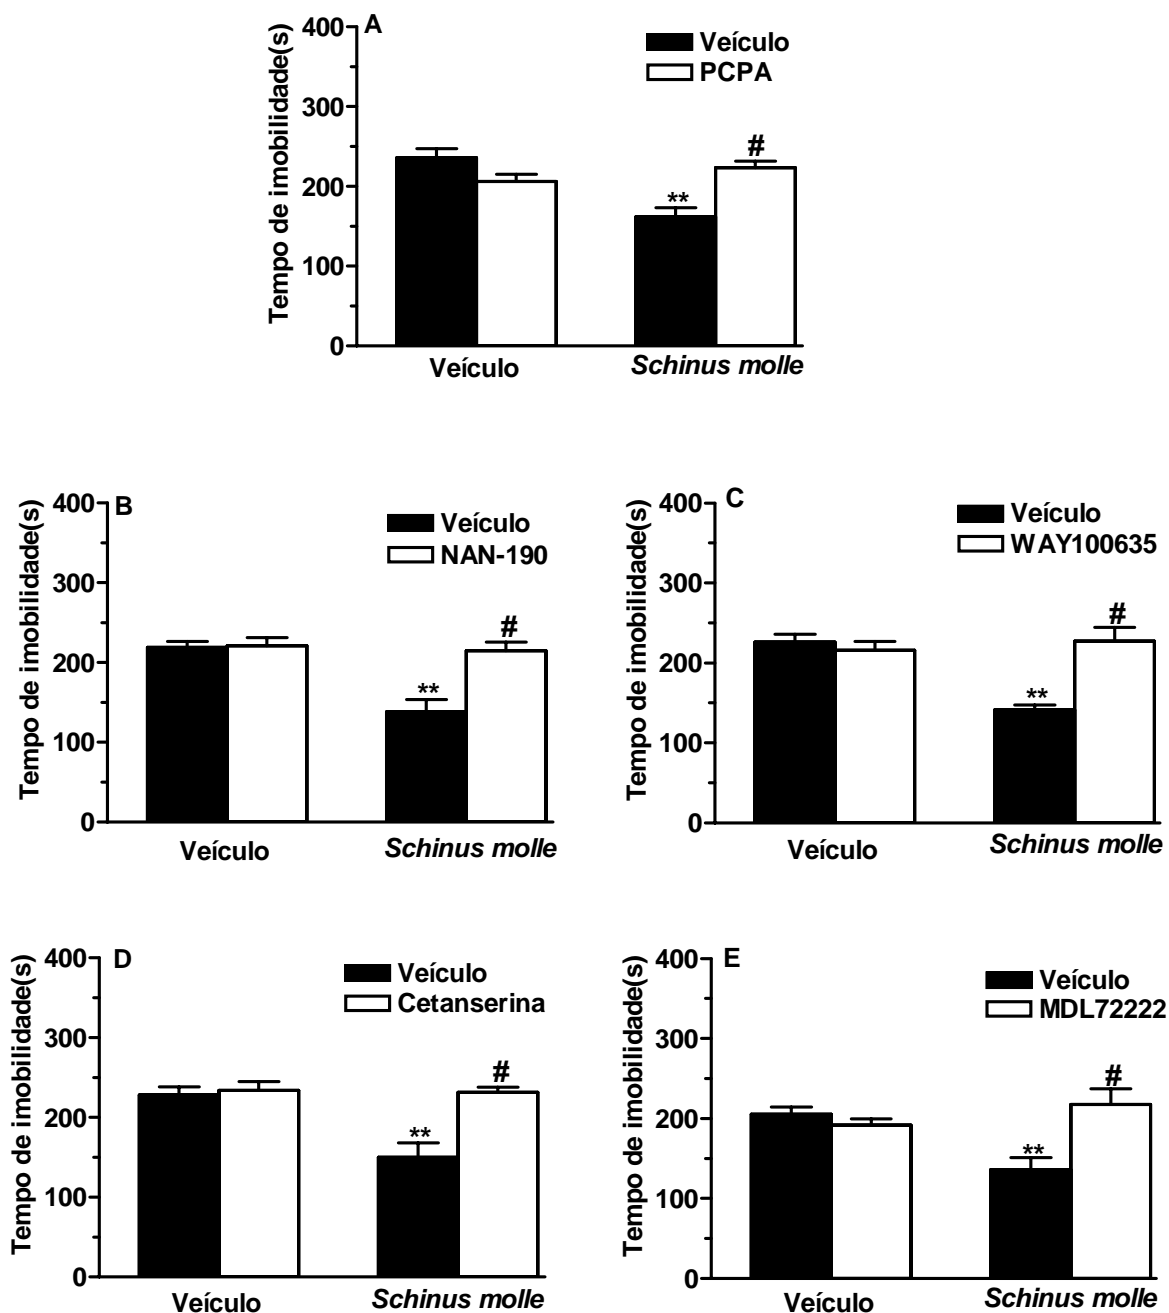 A
Veículo
PCPA
Tempo de imobilidade(s)
400
300
200
100
0
**
#
Veículo
Schinus molle
B
Veículo
NAN-190
Tempo de imobilidade(s)
400
300
200
100
0
**
#
Veículo
Schinus molle
C
Veículo
WAY100635
Tempo de imobilidade(s)
400
300
200
100
0
**
#
Veículo
Schinus molle
D
Veículo
Cetanserina
Tempo de imobilidade(s)
400
300
200
100
0
**
#
Veículo
Schinus molle
E
Veículo
MDL72222
Tempo de imobilidade(s)
400
300
200
100
0
**
#
Veículo
Schinus molle